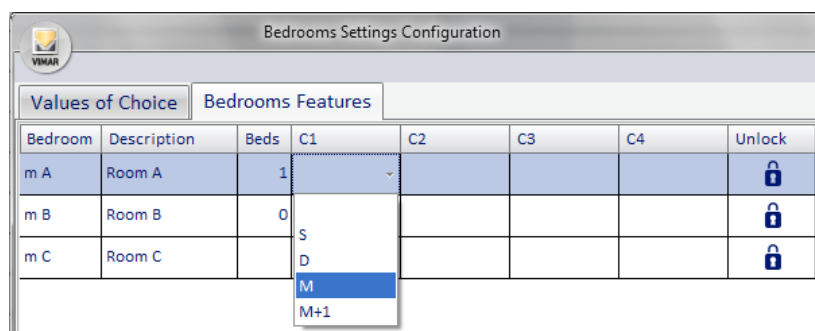 Bedrooms Settings Configuration
VIMAR
Values of Choice Bedrooms Features
Bedroom Description Beds C1 C2 C3 C4 Unlock
m A Room A 1
m B Room B 0
S
m C Room C D
M
M+1